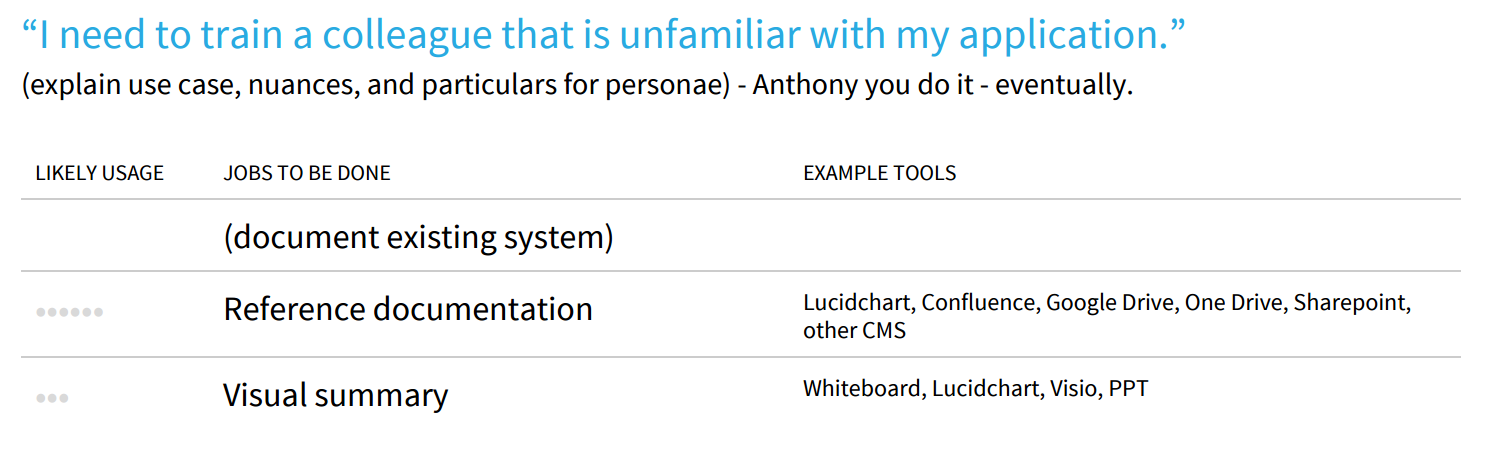 “I need to train a colleague that is unfamiliar with my application.”
(explain use case, nuances, and particulars for personae) - Anthony you do it - eventually.
LIKELY USAGE JOBS TO BE DONE EXAMPLE TOOLS
(document existing system)
Reference documentation Lucidchart, Confluence, Google Drive, One Drive, Sharepoint,
other CMS
Visual summary Whiteboard, Lucidchart, Visio, PPT